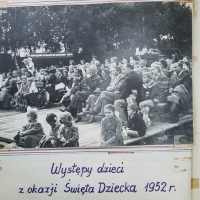 Występy dzieci
z okazji Święta Dziecka 1952 r.